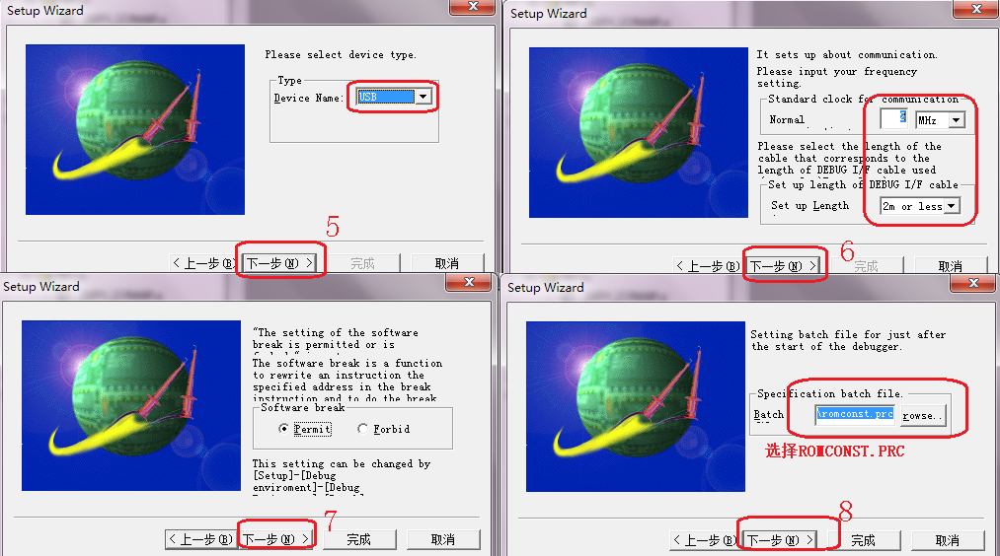 Setup Wizard
Please select device type.
Type
Device Name:
USB
5
< 上一步(B)
下一步(N) >
完成
取消
Setup Wizard
It sets up about communication.
Please input your frequency
setting.
Standard clock for communication
Normal
2
MHz
Please select the length of the
cable that corresponds to the
length of DEBUG I/F cable used
Set up length of DEBUG I/F cable
Set up Length
2m or less
6
< 上一步(B)
下一步(N) >
完成
取消
Setup Wizard
"The setting of the software
break is permitted or is
The software break is a function
to rewrite an instruction the
specified address in the break
instruction and to do the break
Software break
Permit
Forbid
This setting can be changed by
[Setup]-[Debug
enviroment]-[Debug
7
< 上一步(B)
下一步(N) >
完成
取消
Setup Wizard
Setting batch file for just after
the start of the debugger.
Specification batch file.
Batch
\romconst.prc
rowse..
选择ROMCONST.PRC
8
< 上一步(B)
下一步(N) >
完成
取消